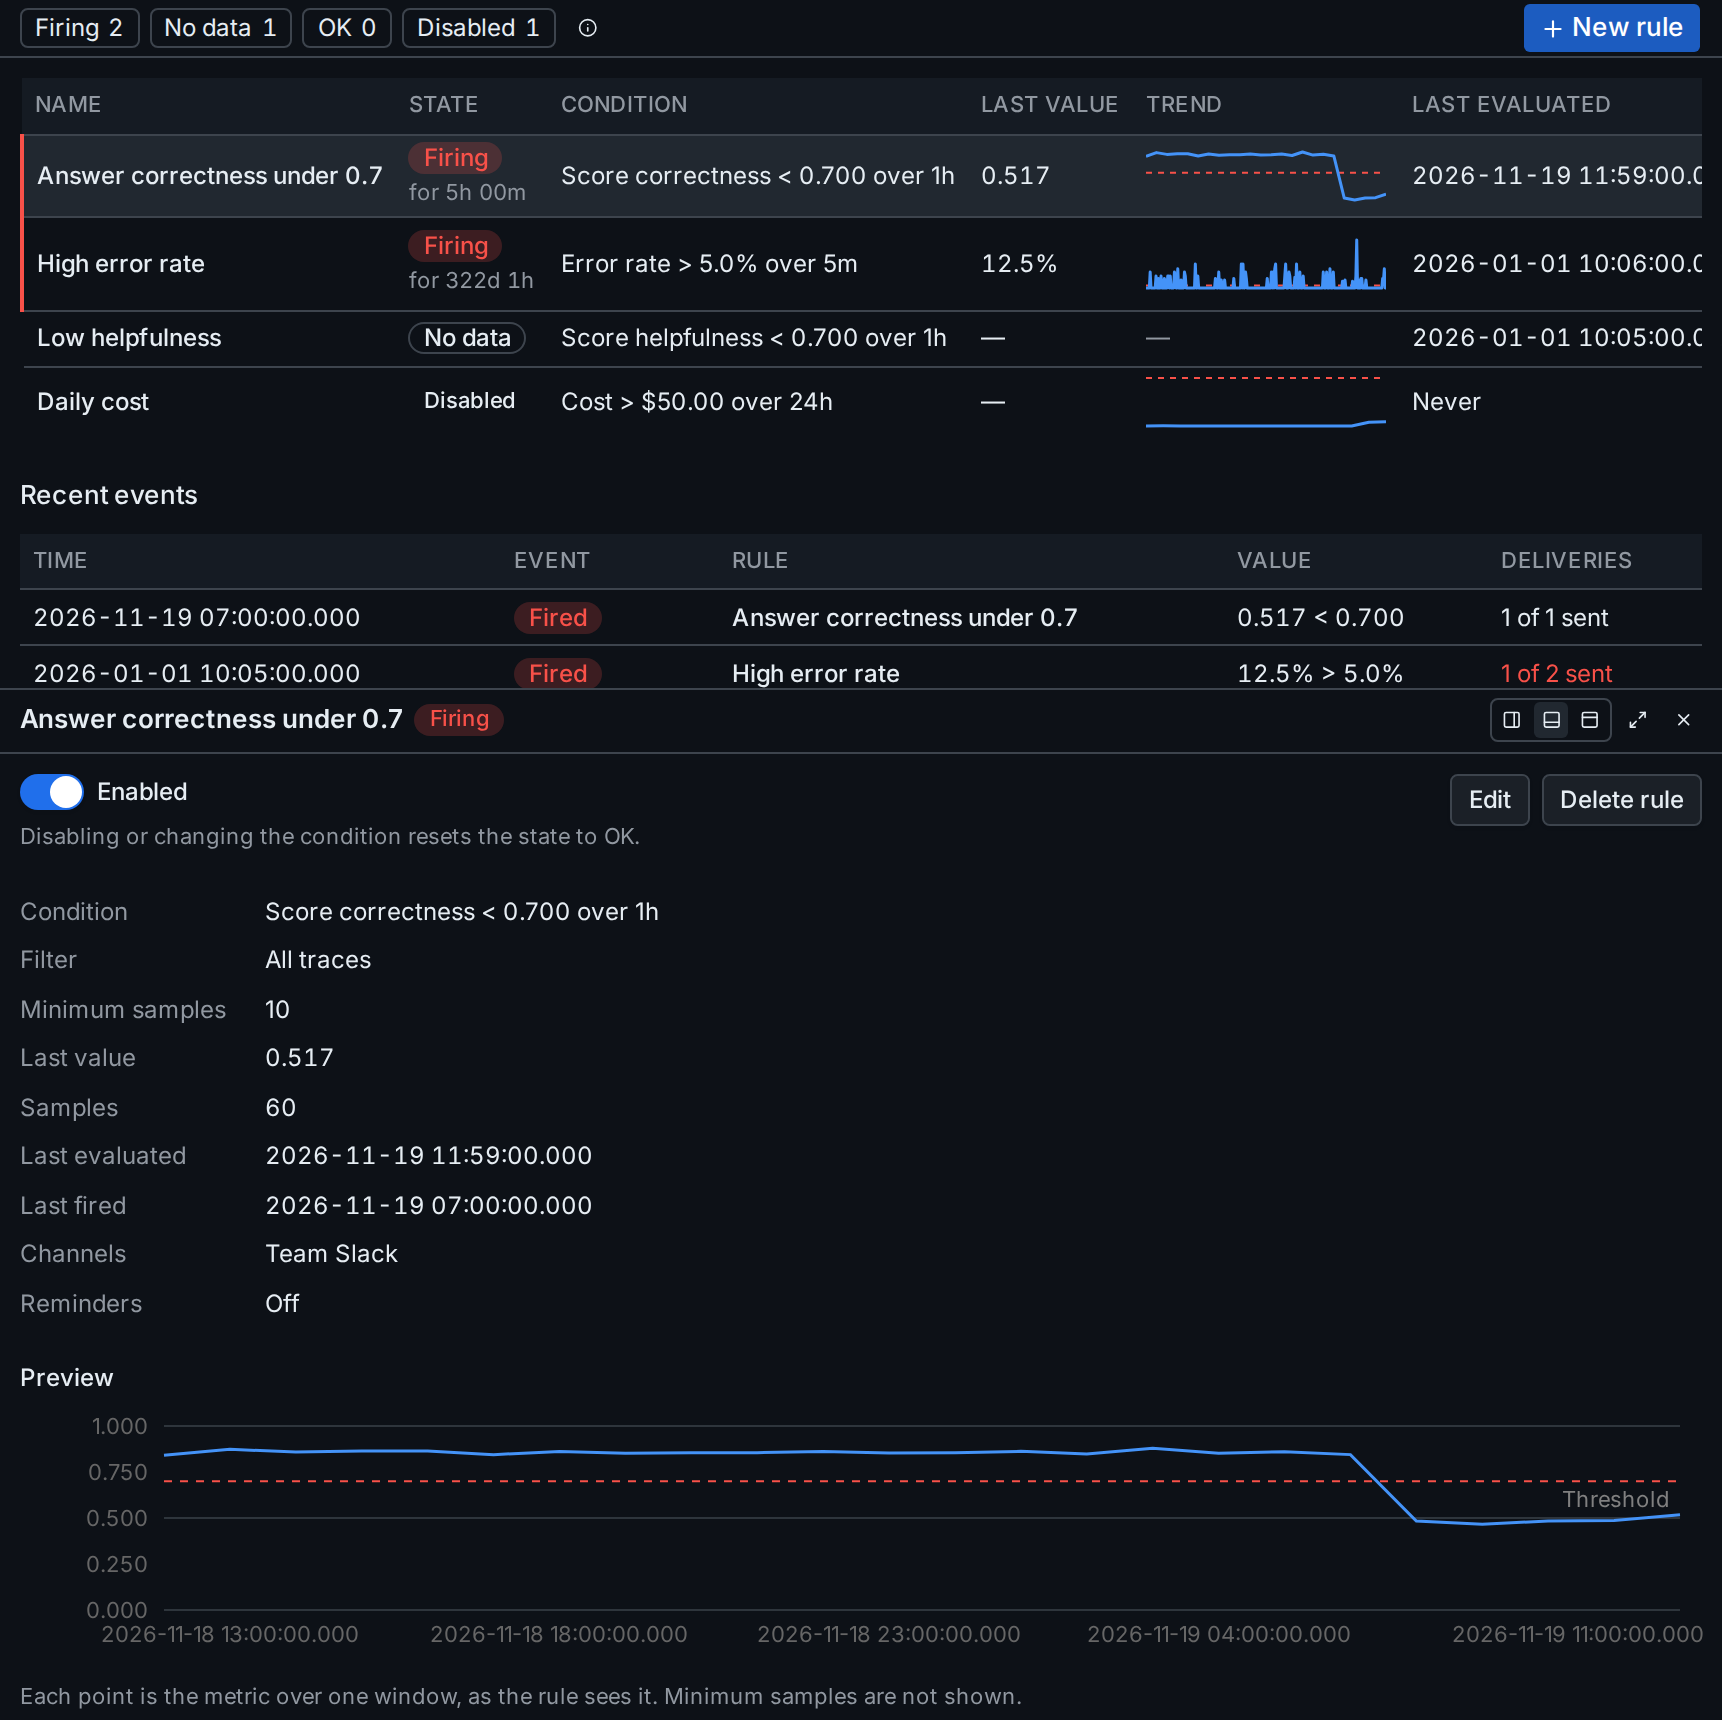 Firing 2 No data 1 OK 0 Disabled 1 + New rule
NAME STATE CONDITION LAST VALUE TREND LAST EVALUATED
Answer correctness under 0.7 Firing for 5h 00m Score correctness < 0.700 over 1h 0.517 2026-11-19 11:59:00.0
High error rate Firing for 322d 1h Error rate > 5.0% over 5m 12.5% 2026-01-01 10:06:00.0
Low helpfulness No data Score helpfulness < 0.700 over 1h — — 2026-01-01 10:05:00.0
Daily cost Disabled Cost > $50.00 over 24h — Never
Recent events
TIME EVENT RULE VALUE DELIVERIES
2026-11-19 07:00:00.000 Fired Answer correctness under 0.7 0.517 < 0.700 1 of 1 sent
2026-01-01 10:05:00.000 Fired High error rate 12.5% > 5.0% 1 of 2 sent
Answer correctness under 0.7 Firing
Enabled Edit Delete rule
Disabling or changing the condition resets the state to OK.
Condition Score correctness < 0.700 over 1h
Filter All traces
Minimum samples 10
Last value 0.517
Samples 60
Last evaluated 2026-11-19 11:59:00.000
Last fired 2026-11-19 07:00:00.000
Channels Team Slack
Reminders Off
Preview
1.000
0.750
Threshold
0.500
0.250
0.000
2026-11-18 13:00:00.000 2026-11-18 18:00:00.000 2026-11-18 23:00:00.000 2026-11-19 04:00:00.000 2026-11-19 11:00:00.000
Each point is the metric over one window, as the rule sees it. Minimum samples are not shown.